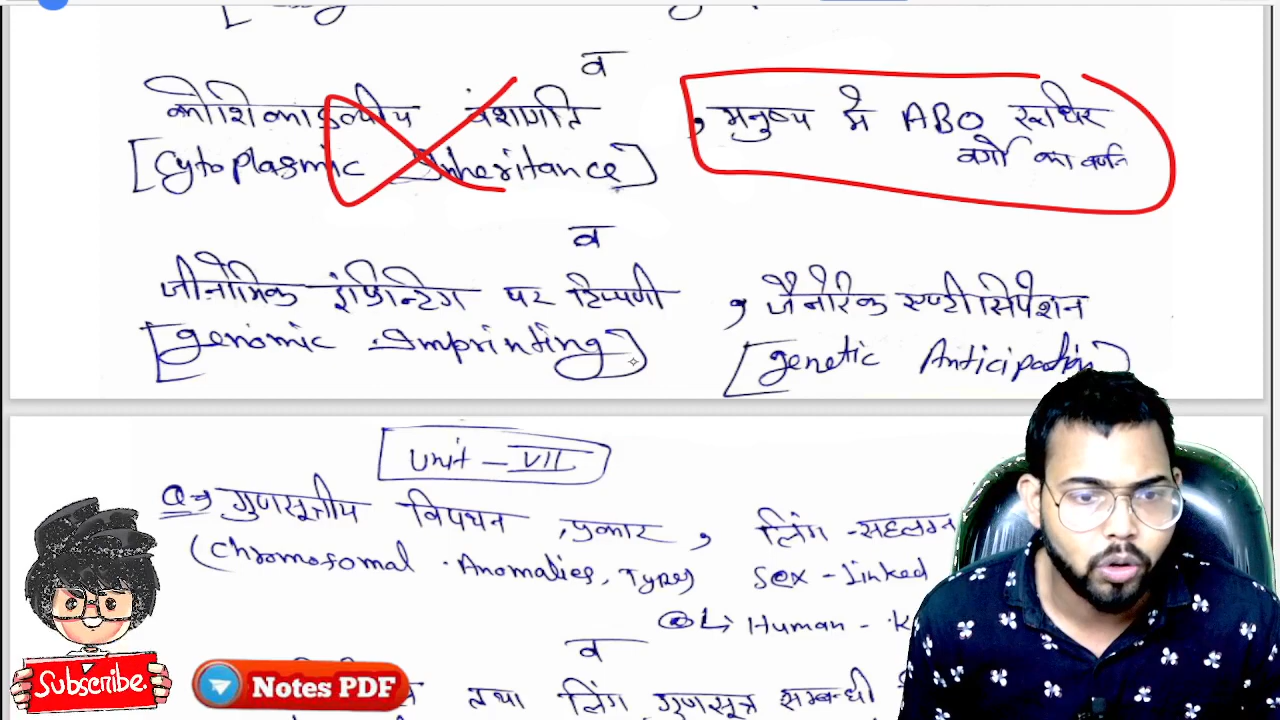 व
कोशिकाद्रव्यीय वंशागति , मनुष्य में ABO रुधिर
वर्गो का वर्णन
[Cytoplasmic Inheritance]
व
जीनोमिक इंप्रिन्टिंग पर टिप्पणी , जैनेरिक एण्टीसिपेशन
[Genomic Imprinting] [Genetic Anticipation]
Unit - VII
Q→ गुणसूत्रीय विपथन , प्रकार , लिंग-सहलग्न
(Chromosomal Anomalies, Types Sex-linked
↳ Human -
व
तथा लिंग गुणसूत्र सम्बन्धी
Subscribe.
Notes PDF